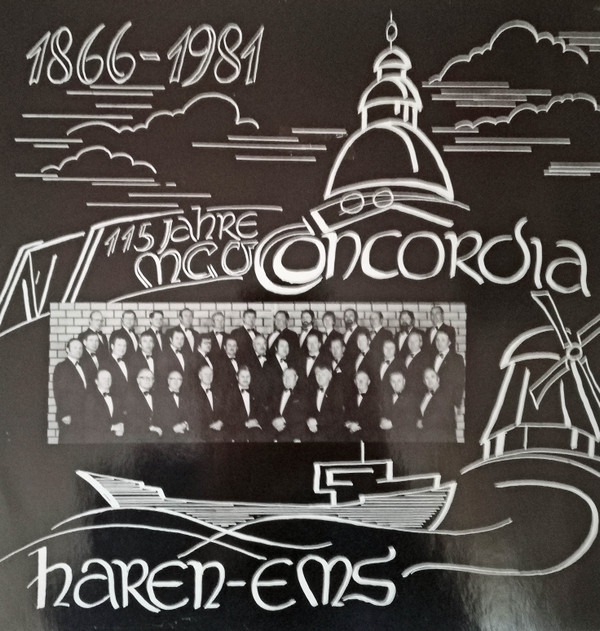 1866-1981
115 Jahre
MGV Concordia
haren-Ems